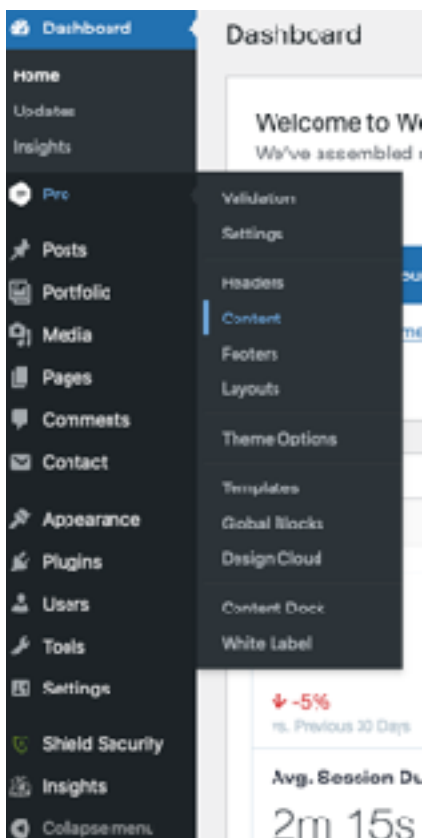 Dashboard
Home
Updates
Insights
Pro
Posts
Portfolio
Media
Pages
Comments
Contact
Appearance
Plugins
Users
Tools
Settings
Shield Security
Insights
Collapse menu
Validation
Settings
Headers
Content
Footers
Layouts
Theme Options
Templates
Global Blocks
Design Cloud
Content Dock
White Label
Dashboard
Welcome to
We've assembled
-5%
vs. Previous 30 Days
Avg. Session Du
2m 15s